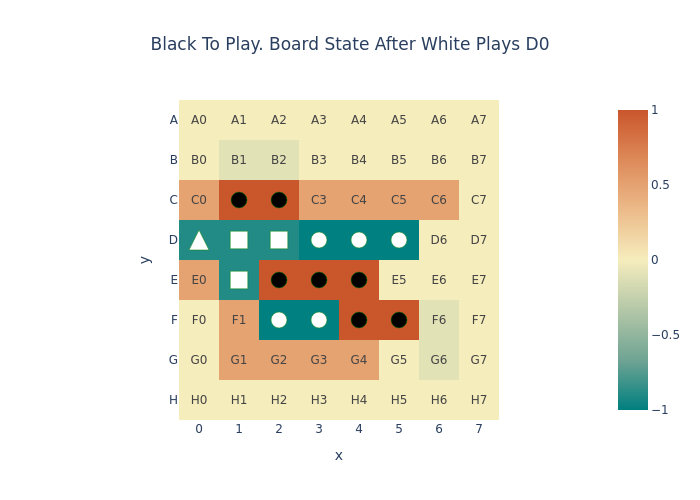 Black To Play. Board State After White Plays D0
A A0 A1 A2 A3 A4 A5 A6 A7
B B0 B1 B2 B3 B4 B5 B6 B7
C C0 C3 C4 C5 C6 C7
D D6 D7
E E0 E5 E6 E7
F F0 F1 F6 F7
G G0 G1 G2 G3 G4 G5 G6 G7
H H0 H1 H2 H3 H4 H5 H6 H7
0 1 2 3 4 5 6 7
x
y
1
0.5
0
−0.5
−1